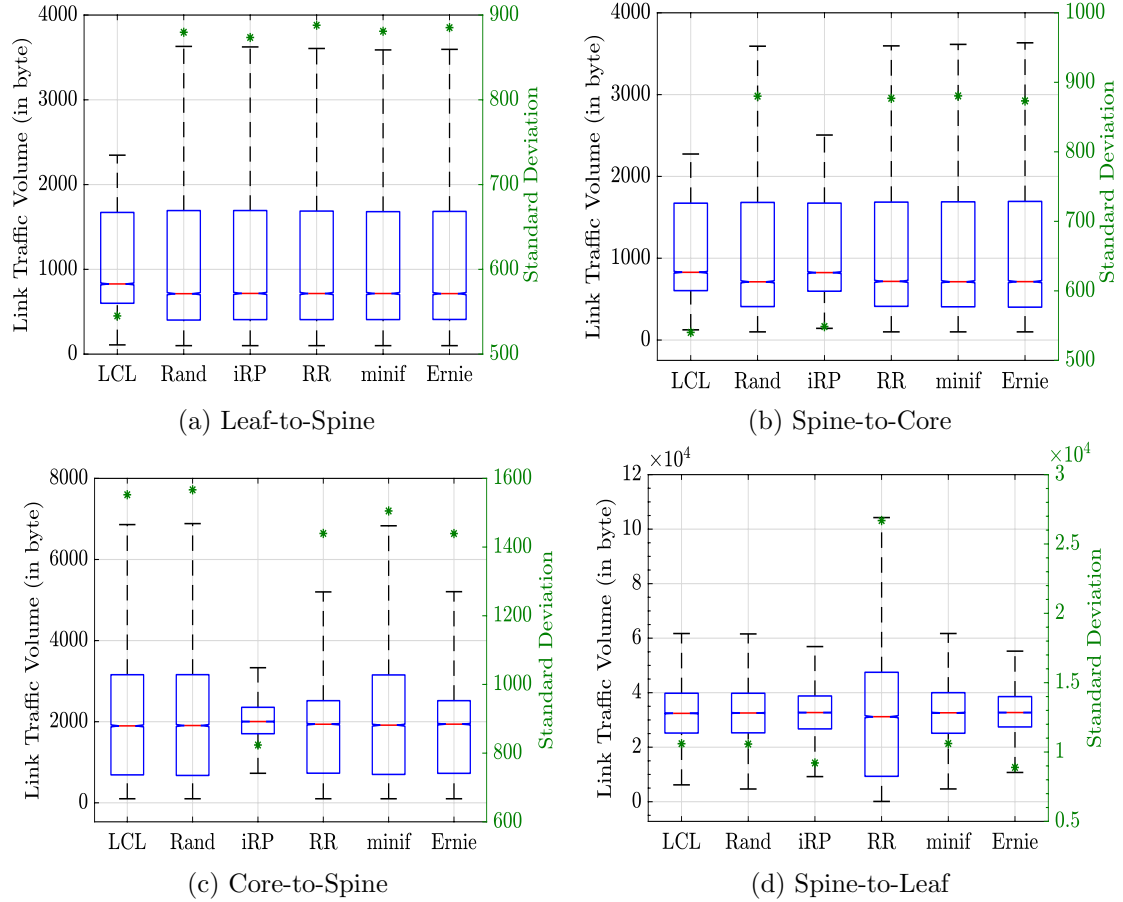 4000
3000
2000
1000
0
Link Traffic Volume (in byte)
900
800
700
600
500
Standard Deviation
LCL Rand iRP RR minif Ernie
(a) Leaf-to-Spine
4000
3000
2000
1000
0
Link Traffic Volume (in byte)
1000
900
800
700
600
500
Standard Deviation
LCL Rand iRP RR minif Ernie
(b) Spine-to-Core
8000
6000
4000
2000
0
Link Traffic Volume (in byte)
1600
1400
1200
1000
800
600
Standard Deviation
LCL Rand iRP RR minif Ernie
(c) Core-to-Spine
×10^4
12
10
8
6
4
2
0
Link Traffic Volume (in byte)
×10^4
3
2.5
2
1.5
1
0.5
Standard Deviation
LCL Rand iRP RR minif Ernie
(d) Spine-to-Leaf